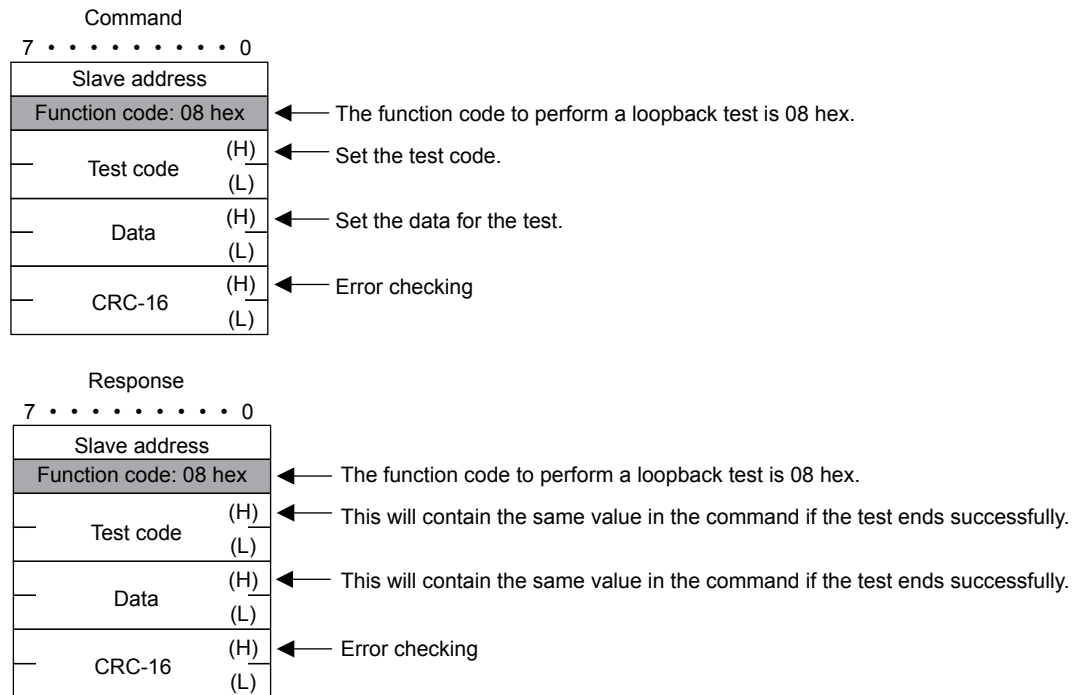 Command
7 • • • • • • • • • 0
Slave address
Function code: 08 hex
The function code to perform a loopback test is 08 hex.
Test code (H)
(L)
Set the test code.
Data (H)
(L)
Set the data for the test.
CRC-16 (H)
(L)
Error checking
Response
7 • • • • • • • • • 0
Slave address
Function code: 08 hex
The function code to perform a loopback test is 08 hex.
Test code (H)
(L)
This will contain the same value in the command if the test ends successfully.
Data (H)
(L)
This will contain the same value in the command if the test ends successfully.
CRC-16 (H)
(L)
Error checking